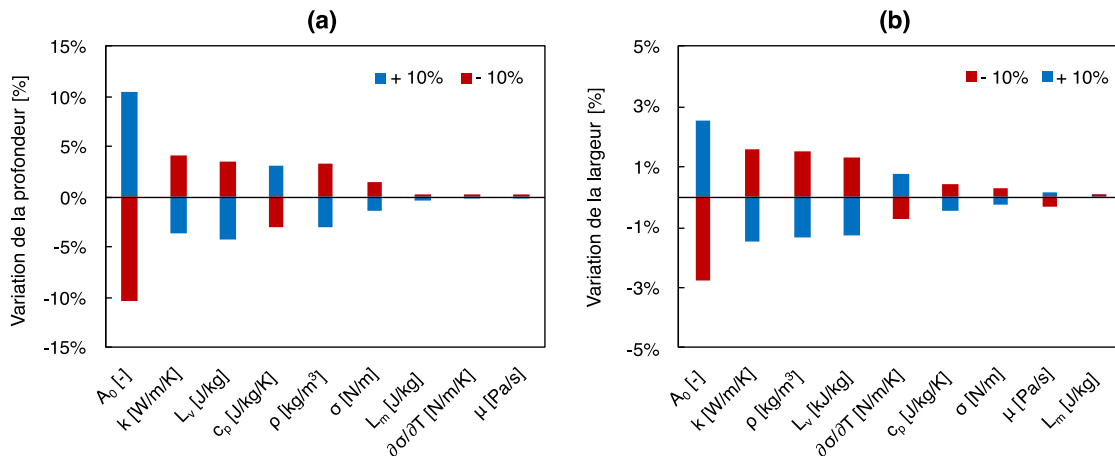 (a)
Variation de la profondeur [%]
15%
10%
5%
0%
-5%
-10%
-15%
+ 10% - 10%
A₀ [-]
k [W/m/K]
Lᵥ [J/kg]
cₚ [J/kg/K]
ρ [kg/m³]
σ [N/m]
Lₘ [J/kg]
∂σ/∂T [N/m/K]
μ [Pa/s]
(b)
Variation de la largeur [%]
5%
3%
1%
-1%
-3%
-5%
- 10% + 10%
A₀ [-]
k [W/m/K]
ρ [kg/m³]
Lᵥ [kJ/kg]
∂σ/∂T [N/m/K]
cₚ [J/kg/K]
σ [N/m]
μ [Pa/s]
Lₘ [J/kg]